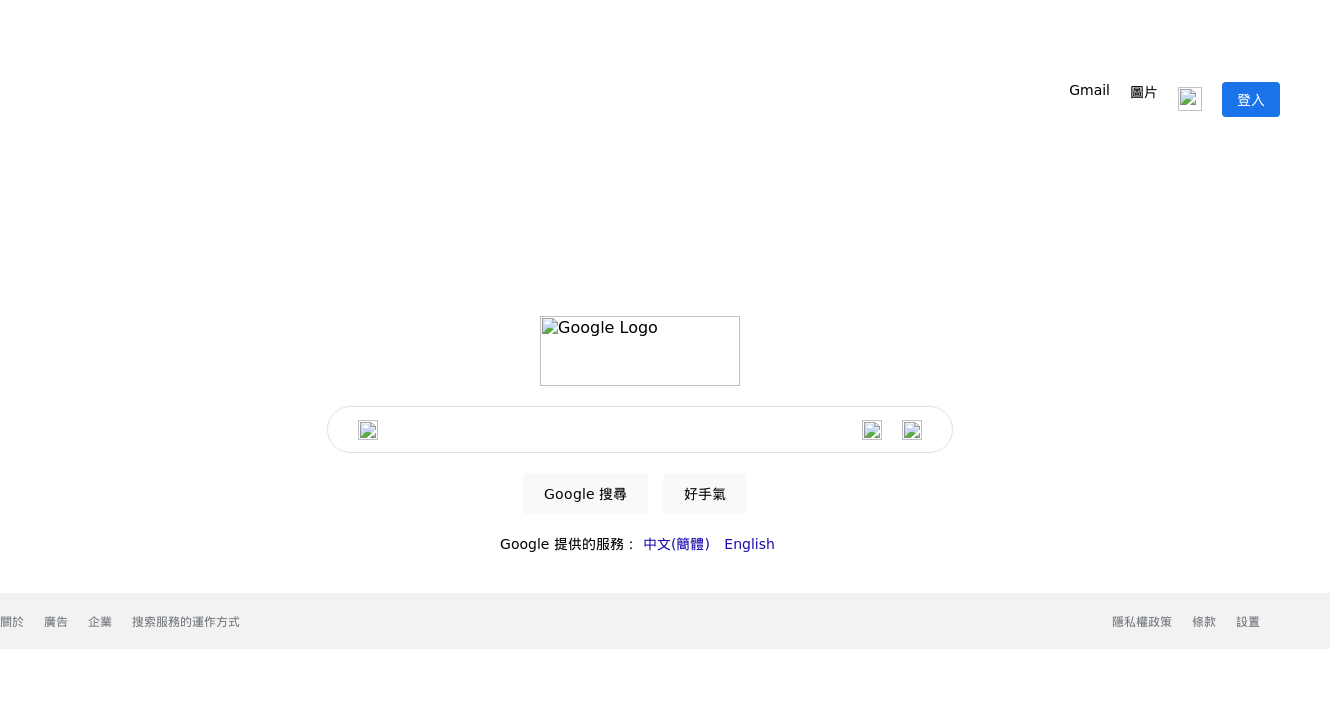 Gmail 圖片 登入
Google Logo
Google 搜尋 好手氣
Google 提供的服務： 中文(簡體) English
關於 廣告 企業 搜索服務的運作方式 隱私權政策 條款 設置